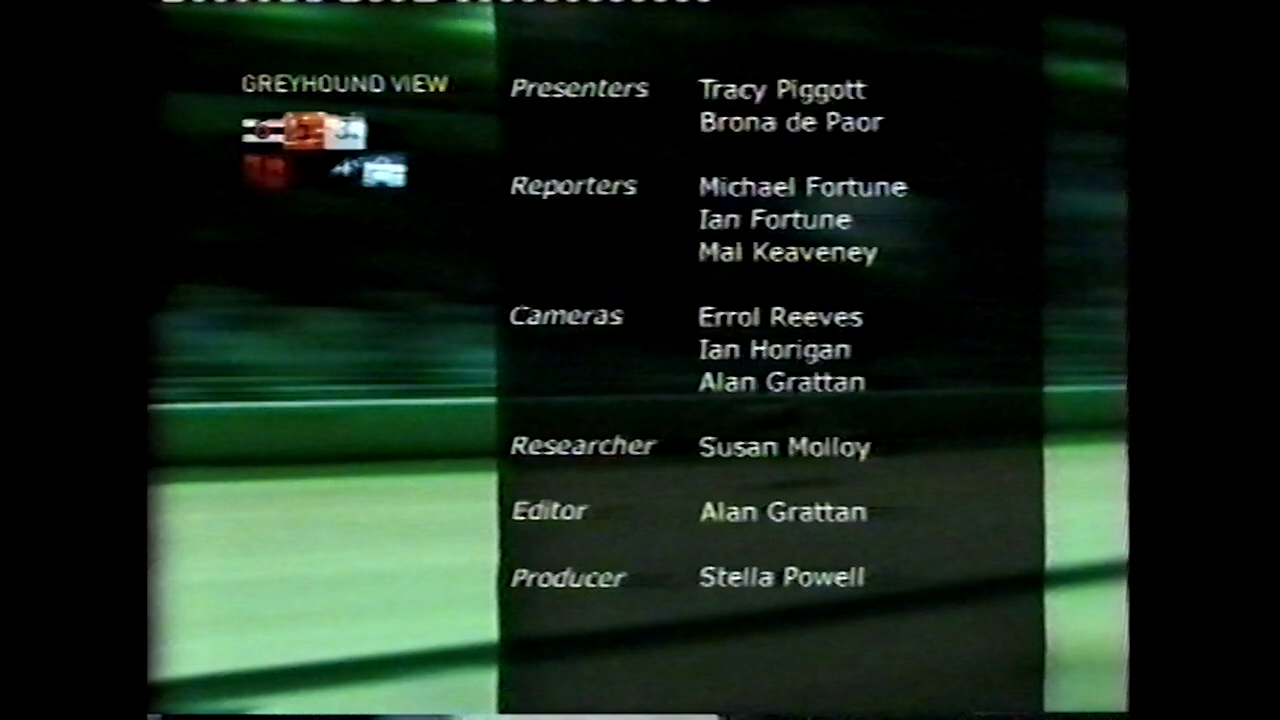 GREYHOUND VIEW
Presenters Tracy Piggott
Brona de Paor
Reporters Michael Fortune
Ian Fortune
Mal Keaveney
Cameras Errol Reeves
Ian Horigan
Alan Grattan
Researcher Susan Molloy
Editor Alan Grattan
Producer Stella Powell